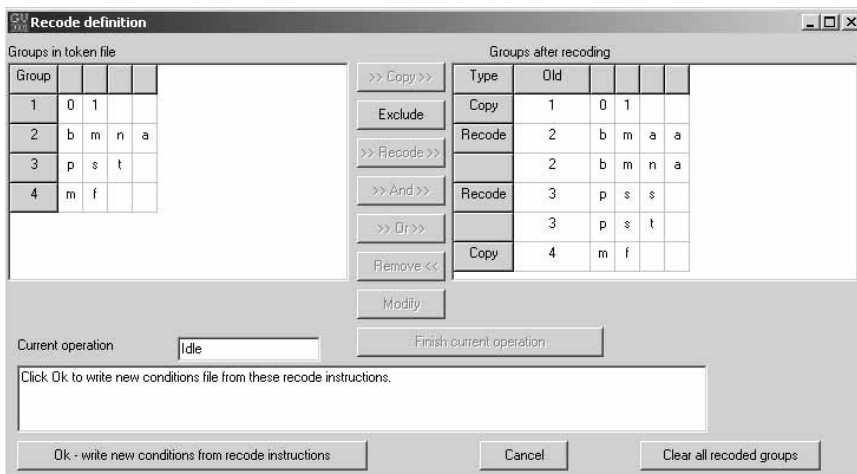 Recode definition
Groups in token file
Groups after recoding
Group
1 0 1
2 b m n a
3 p s t
4 m f
>> Copy >>
Exclude
>> Recode >>
>> And >>
>> Or >>
Remove <<
Modify
Finish current operation
Type Old
Copy 1 0 1
Recode 2 b m a a
2 b m n a
Recode 3 p s s
3 p s t
Copy 4 m f
Current operation Idle
Click Ok to write new conditions file from these recode instructions.
Ok - write new conditions from recode instructions Cancel Clear all recoded groups